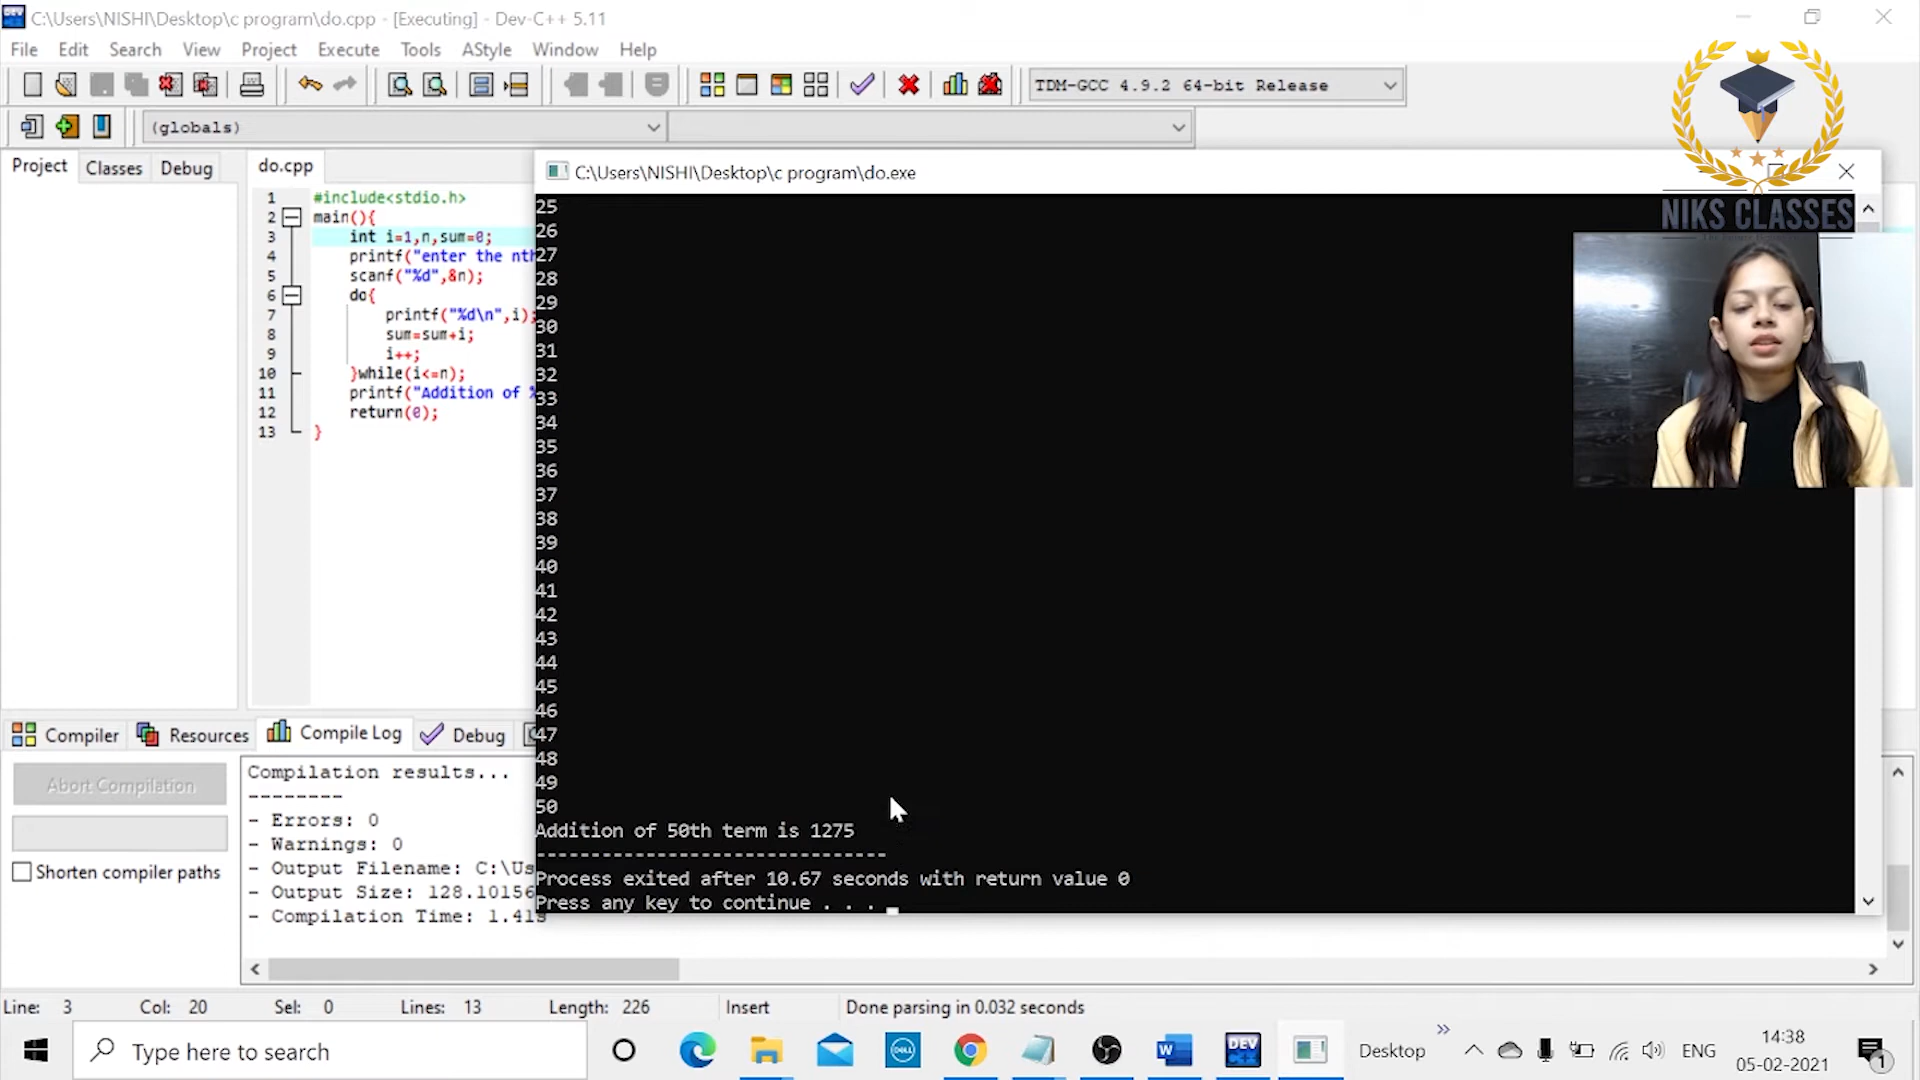 C:\Users\NISHI\Desktop\c program\do.cpp - [Executing] - Dev-C++ 5.11
File Edit Search View Project Execute Tools AStyle Window Help
TDM-GCC 4.9.2 64-bit Release
(globals)
Project Classes Debug
do.cpp
1 #include<stdio.h>
2 main(){
3 int i=1,n,sum=0;
4 printf("enter the nth
5 scanf("%d",&n);
6 do{
7 printf("%d\n",i);
8 sum=sum+i;
9 i++;
10 }while(i<=n);
11 printf("Addition of %
12 return(0);
13 }
C:\Users\NISHI\Desktop\c program\do.exe
25
26
27
28
29
30
31
32
33
34
35
36
37
38
39
40
41
42
43
44
45
46
47
48
49
50
Addition of 50th term is 1275
--------------------------------
Process exited after 10.67 seconds with return value 0
Press any key to continue . . .
NIKS CLASSES
Compiler Resources Compile Log Debug
Abort Compilation
Shorten compiler paths
Compilation results...
--------
- Errors: 0
- Warnings: 0
- Output Filename: C:\Us
- Output Size: 128.10156
- Compilation Time: 1.41s
Line: 3 Col: 20 Sel: 0 Lines: 13 Length: 226 Insert Done parsing in 0.032 seconds
Type here to search
DELL
W
DEV C++
Desktop
ENG
14:38
05-02-2021
1